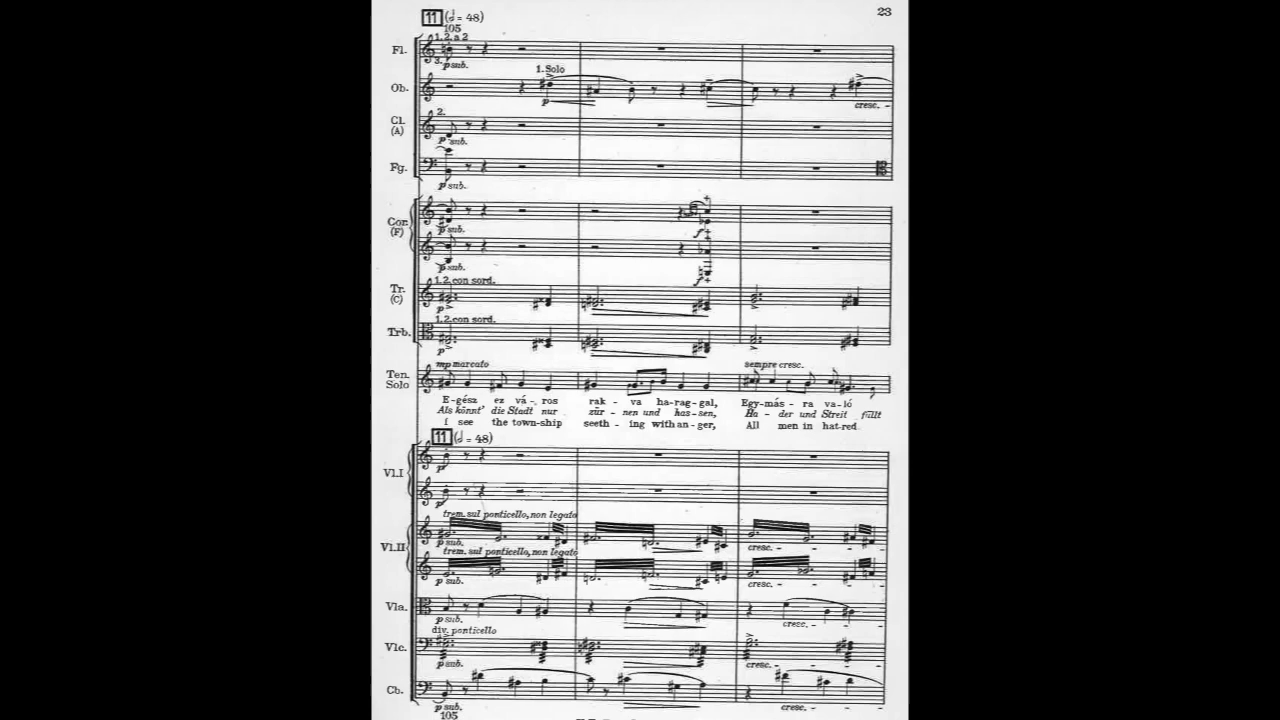 11 (𝅗𝅥 = 48) 23
105
Fl. 1.2. a 2
3. p sub.
1. Solo
Ob. p cresc. -
Cl. (A) 2.
p sub.
Fg.
p sub.
Cor. (F) p sub. f
p sub. f
Tr. (C) 1.2. con sord.
p
Trb. 1.2. con sord.
p
Ten. Solo mp marcato sempre cresc.
E-gész ez vá-ros rak - va ha-rag-gal, Egy-más - ra va-ló
Als könnt' die Stadt nur zür - nen und has-sen, Ha - der und Streit füllt
I see the town-ship seeth - ing with an-ger, All men in hat-red
11 (𝅗𝅥 = 48)
Vl.I p
p
trem. sul ponticello, non legato
Vl.II p sub. cresc. - - - -
trem. sul ponticello, non legato
p sub. cresc. - - - -
Vla. p sub. cresc. - - -
div. ponticello
Vlc. p sub. cresc. - - - -
Cb. p sub. cresc. - - -
105